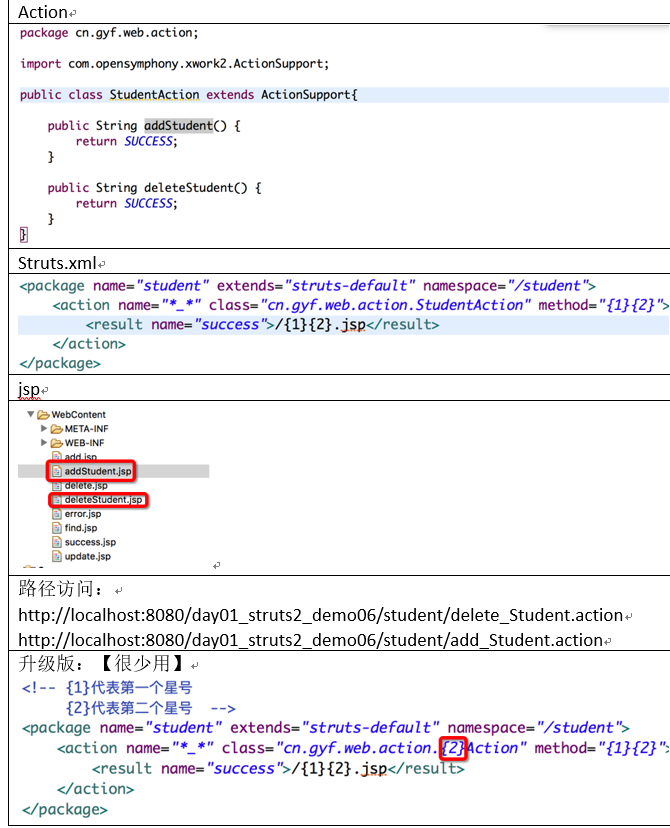 Action
package cn.gyf.web.action;
import com.opensymphony.xwork2.ActionSupport;
public class StudentAction extends ActionSupport{
public String addStudent() {
return SUCCESS;
}
public String deleteStudent() {
return SUCCESS;
}
}
Struts.xml
<package name="student" extends="struts-default" namespace="/student">
<action name="*_*" class="cn.gyf.web.action.StudentAction" method="{1}{2}">
<result name="success">/{1}{2}.jsp</result>
</action>
</package>
jsp
WebContent
META-INF
WEB-INF
add.jsp
addStudent.jsp
delete.jsp
deleteStudent.jsp
error.jsp
find.jsp
success.jsp
update.jsp
路径访问：
http://localhost:8080/day01_struts2_demo06/student/delete_Student.action
http://localhost:8080/day01_struts2_demo06/student/add_Student.action
升级版：【很少用】
<!-- {1}代表第一个星号
{2}代表第二个星号 -->
<package name="student" extends="struts-default" namespace="/student">
<action name="*_*" class="cn.gyf.web.action.{2}Action" method="{1}{2}">
<result name="success">/{1}{2}.jsp</result>
</action>
</package>